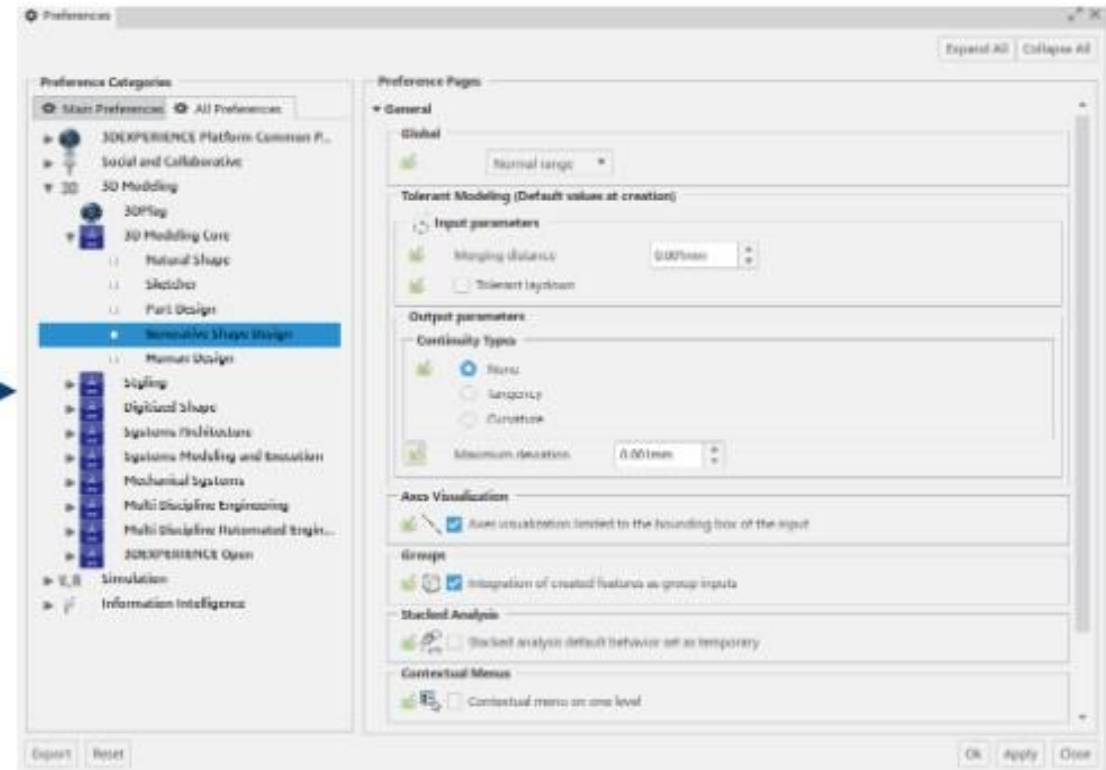 Preferences
Expand All Collapse All
Preference Categories
Main Preferences All Preferences
3DEXPERIENCE Platform Common P...
Social and Collaborative
3D Modeling
3DPlay
3D Modeling Core
Natural Shape
Sketcher
Part Design
Generative Shape Design
Human Design
Styling
Digitized Shape
Systems Architecture
Systems Modeling and Execution
Mechanical Systems
Multi Discipline Engineering
Multi Discipline Automated Engin...
3DEXPERIENCE Open
Simulation
Information Intelligence
Preference Pages
General
Global
Normal range
Tolerant Modeling (Default values at creation)
Input parameters
Merging distance 0.001mm
Tolerant laydown
Output parameters
Continuity Types
None
Tangency
Curvature
Maximum deviation 0.001mm
Axes Visualization
Axes visualization limited to the bounding box of the input
Groups
Integration of created features as group inputs
Stacked Analysis
Stacked analysis default behavior set as temporary
Contextual Menus
Contextual menu on one level
Export Reset Ok Apply Close